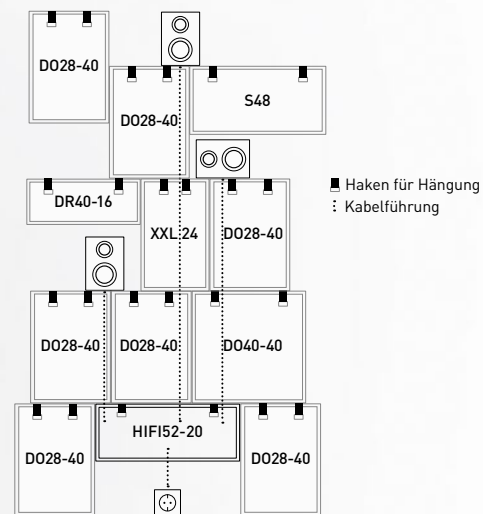 DO28-40
DO28-40
S48
DR40-16
XXL 24
DO28-40
Haken für Hängung
Kabelführung
DO28-40
DO28-40
DO40-40
HIFI52-20
DO28-40
DO28-40